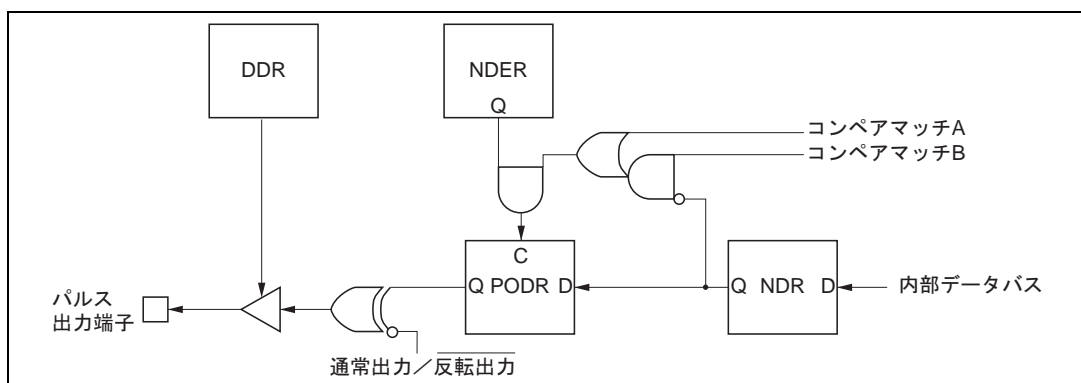 DDR
NDER
Q
コンペアマッチA
コンペアマッチB
C
Q PODR D
Q NDR D
内部データバス
パルス
出力端子
通常出力／反転出力